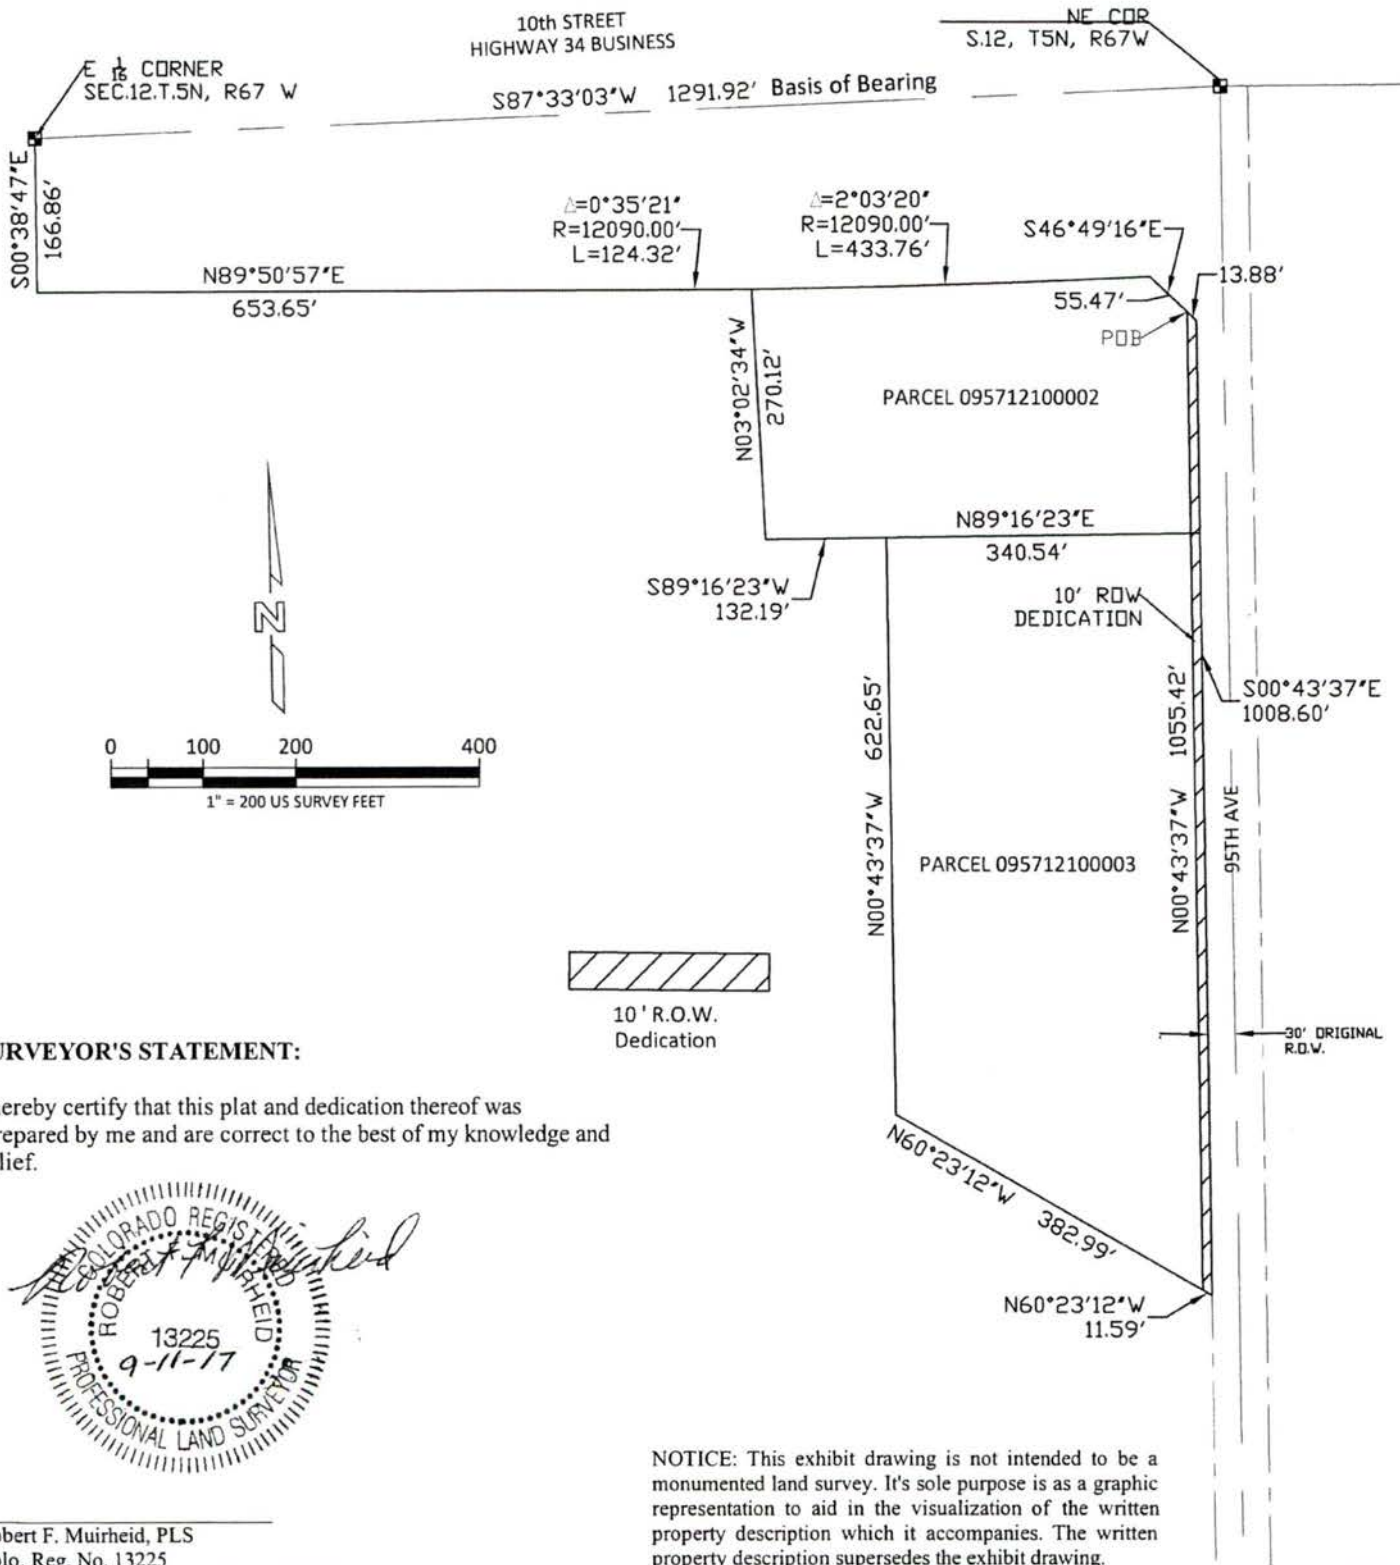 10th STREET
HIGHWAY 34 BUSINESS
NE COR
S.12, T5N, R67W
E 1/16 CORNER
SEC.12.T.5N, R67 W
S87°33'03"W 1291.92' Basis of Bearing
S00°38'47"E
166.86'
N89°50'57"E
653.65'
Δ=0°35'21"
R=12090.00'
L=124.32'
Δ=2°03'20"
R=12090.00'
L=433.76'
S46°49'16"E
13.88'
55.47'
POB
N03°02'34"W
270.12'
PARCEL 095712100002
N89°16'23"E
340.54'
S89°16'23"W
132.19'
10' ROW
DEDICATION
S00°43'37"E
1008.60'
N00°43'37"W 622.65'
N00°43'37"W 1055.42'
95TH AVE
PARCEL 095712100003
N
0 100 200 400
1" = 200 US SURVEY FEET
10 ' R.O.W.
Dedication
30' ORIGINAL
R.O.W.
N60°23'12"W 382.99'
N60°23'12"W
11.59'
URVEYOR'S STATEMENT:
ereby certify that this plat and dedication thereof was
repared by me and are correct to the best of my knowledge and
lief.
COLORADO REGISTERED
ROBERT F. MUIRHEID
13225
9-11-17
PROFESSIONAL LAND SURVEYOR
Robert F Muirheid
obert F. Muirheid, PLS
olo. Reg. No. 13225
NOTICE: This exhibit drawing is not intended to be a
monumented land survey. It's sole purpose is as a graphic
representation to aid in the visualization of the written
property description which it accompanies. The written
property description supersedes the exhibit drawing.